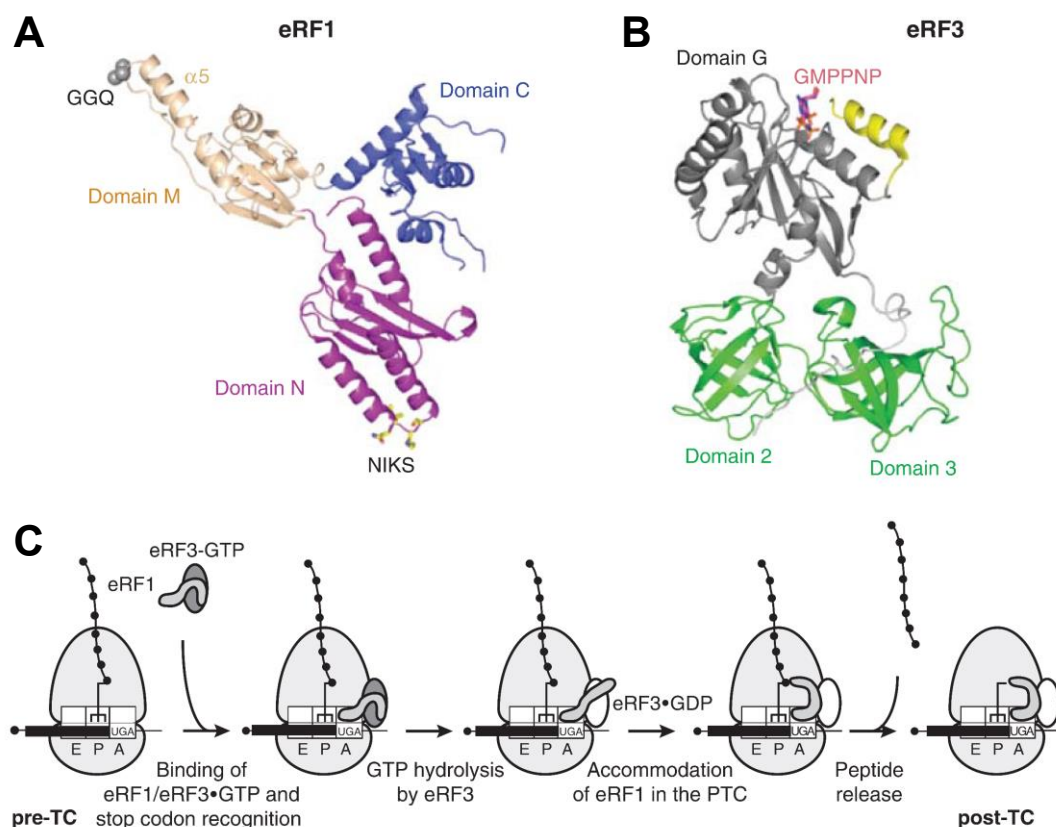 A
eRF1
GGQ
α5
Domain C
Domain M
Domain N
NIKS
B
eRF3
Domain G
GMPPNP
Domain 2
Domain 3
C
eRF3-GTP
eRF1
UGA
E P A
UGA
E P A
eRF3•GDP
UGA
E P A
UGA
E P A
UGA
E P A
pre-TC
Binding of
eRF1/eRF3•GTP and
stop codon recognition
GTP hydrolysis
by eRF3
Accommodation
of eRF1 in the PTC
Peptide
release
post-TC